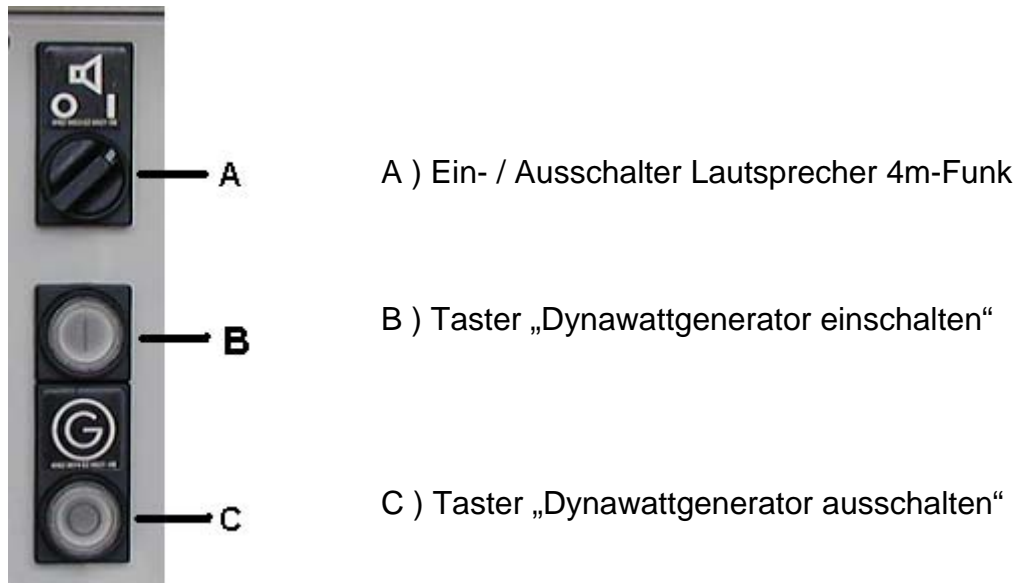 O I
A
A ) Ein- / Ausschalter Lautsprecher 4m-Funk
B
B ) Taster „Dynawattgenerator einschalten“
G
C
C ) Taster „Dynawattgenerator ausschalten“